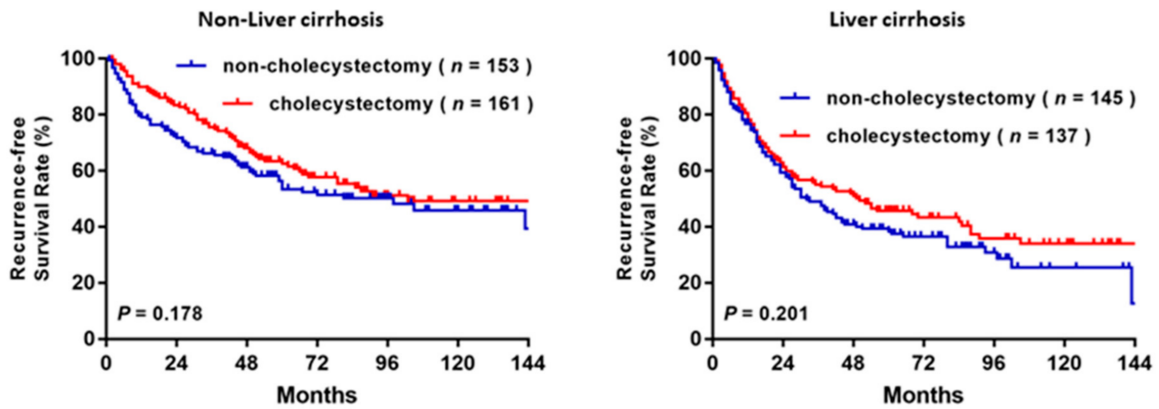 Non-Liver cirrhosis
Recurrence-free
Survival Rate (%)
100
80
60
40
20
0
non-cholecystectomy ( n = 153 )
cholecystectomy ( n = 161 )
P = 0.178
0 24 48 72 96 120 144
Months
Liver cirrhosis
Recurrence-free
Survival Rate (%)
100
80
60
40
20
0
non-cholecystectomy ( n = 145 )
cholecystectomy ( n = 137 )
P = 0.201
0 24 48 72 96 120 144
Months